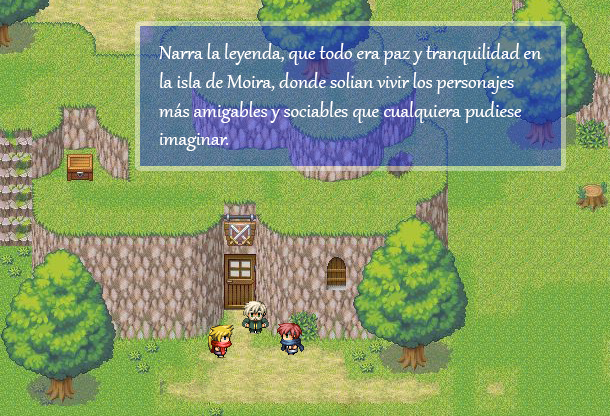 Narra la leyenda, que todo era paz y tranquilidad en
la isla de Moira, donde solian vivir los personajes
más amigables y sociables que cualquiera pudiese
imaginar.